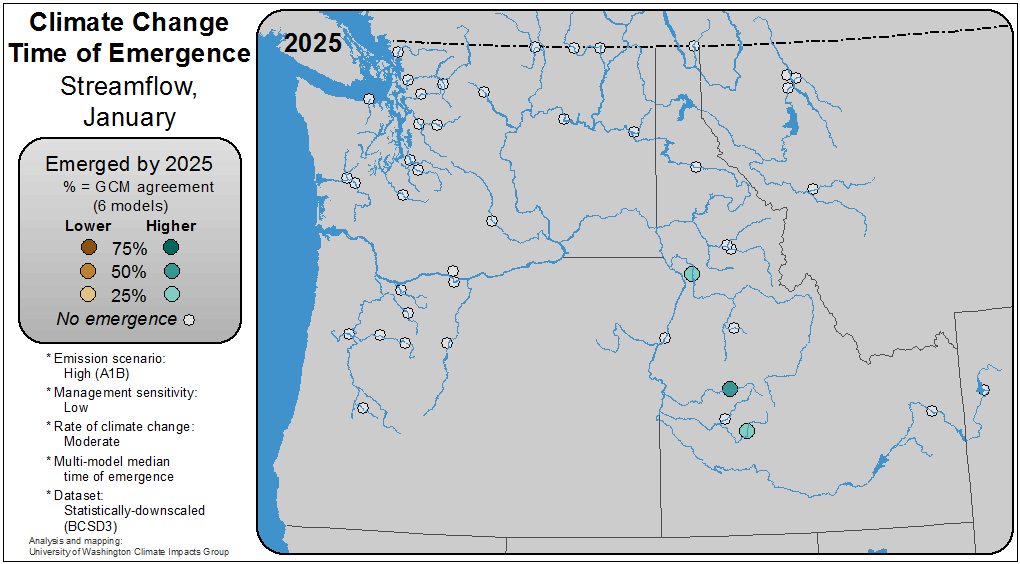 Climate Change
Time of Emergence
Streamflow,
January
2025
Emerged by 2025
% = GCM agreement
(6 models)
Lower Higher
75%
50%
25%
No emergence
* Emission scenario:
High (A1B)
* Management sensitivity:
Low
* Rate of climate change:
Moderate
* Multi-model median
time of emergence
* Dataset:
Statistically-downscaled
(BCSD3)
Analysis and mapping:
University of Washington Climate Impacts Group